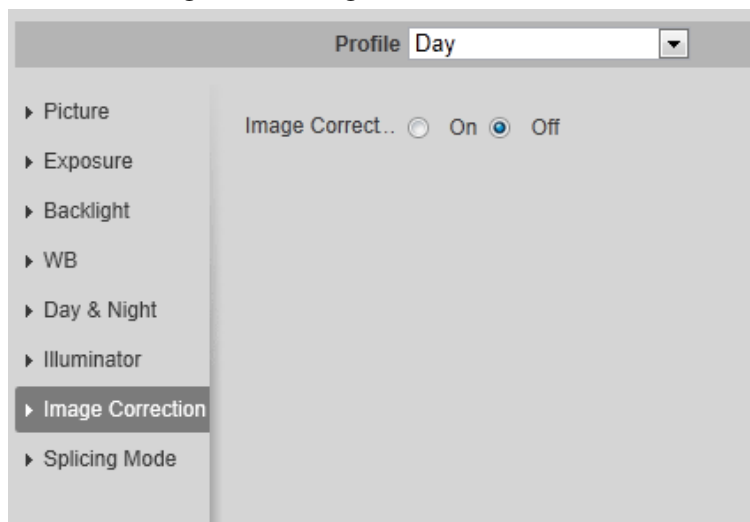 Profile Day
Picture
Image Correct.. On Off
Exposure
Backlight
WB
Day & Night
Illuminator
Image Correction
Splicing Mode